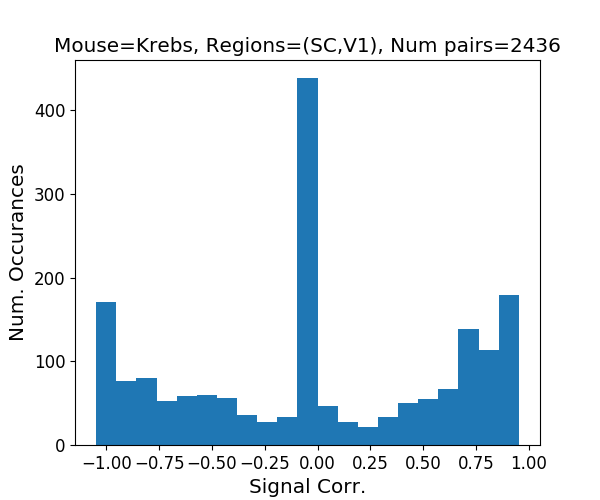 Mouse=Krebs, Regions=(SC,V1), Num pairs=2436
Num. Occurances
400
300
200
100
0
−1.00 −0.75 −0.50 −0.25 0.00 0.25 0.50 0.75 1.00
Signal Corr.